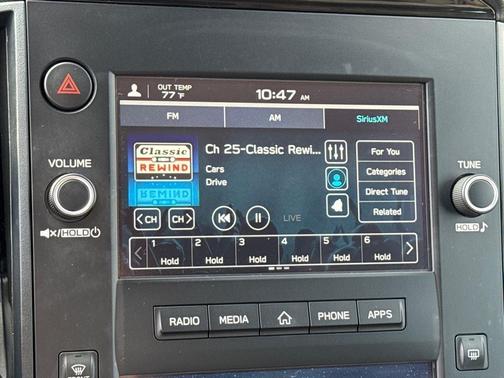 OUT TEMP
77 °F
10:47 AM
FM
AM
SiriusXM
Classic
REWIND
Ch 25-Classic Rewi...
Cars
Drive
For You
Categories
Direct Tune
Related
VOLUME
HOLD
TUNE
HOLD
CH
CH
LIVE
1 Hold
2 Hold
3 Hold
4 Hold
5 Hold
6 Hold
RADIO
MEDIA
PHONE
APPS
FRONT